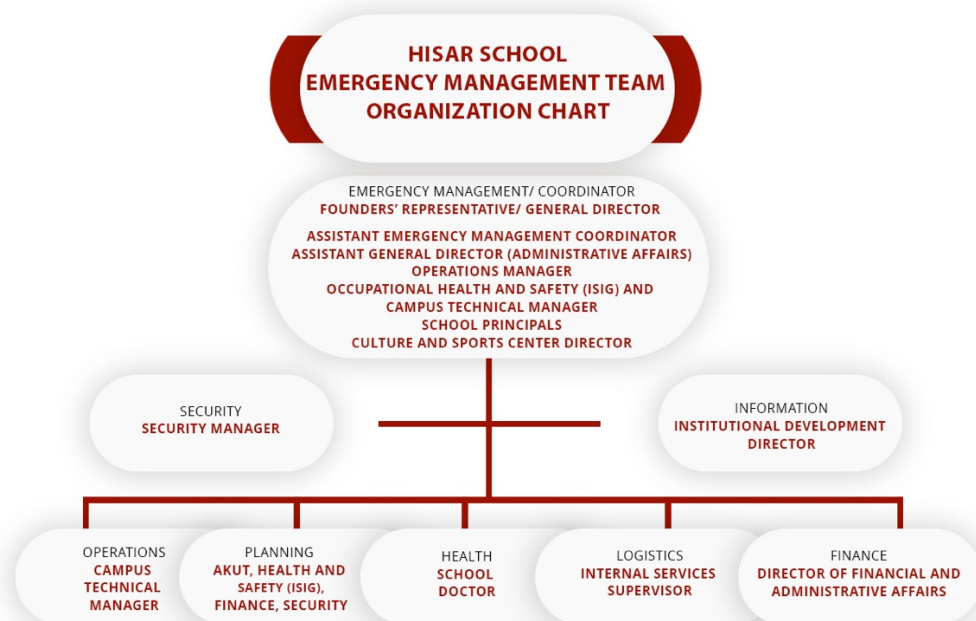 HISAR SCHOOL
EMERGENCY MANAGEMENT TEAM
ORGANIZATION CHART
EMERGENCY MANAGEMENT/ COORDINATOR
FOUNDERS' REPRESENTATIVE/ GENERAL DIRECTOR
ASSISTANT EMERGENCY MANAGEMENT COORDINATOR
ASSISTANT GENERAL DIRECTOR (ADMINISTRATIVE AFFAIRS)
OPERATIONS MANAGER
OCCUPATIONAL HEALTH AND SAFETY (ISIG) AND
CAMPUS TECHNICAL MANAGER
SCHOOL PRINCIPALS
CULTURE AND SPORTS CENTER DIRECTOR
SECURITY
SECURITY MANAGER
INFORMATION
INSTITUTIONAL DEVELOPMENT
DIRECTOR
OPERATIONS
CAMPUS
TECHNICAL
MANAGER
PLANNING
AKUT, HEALTH AND
SAFETY (ISIG),
FINANCE, SECURITY
HEALTH
SCHOOL
DOCTOR
LOGISTICS
INTERNAL SERVICES
SUPERVISOR
FINANCE
DIRECTOR OF FINANCIAL AND
ADMINISTRATIVE AFFAIRS